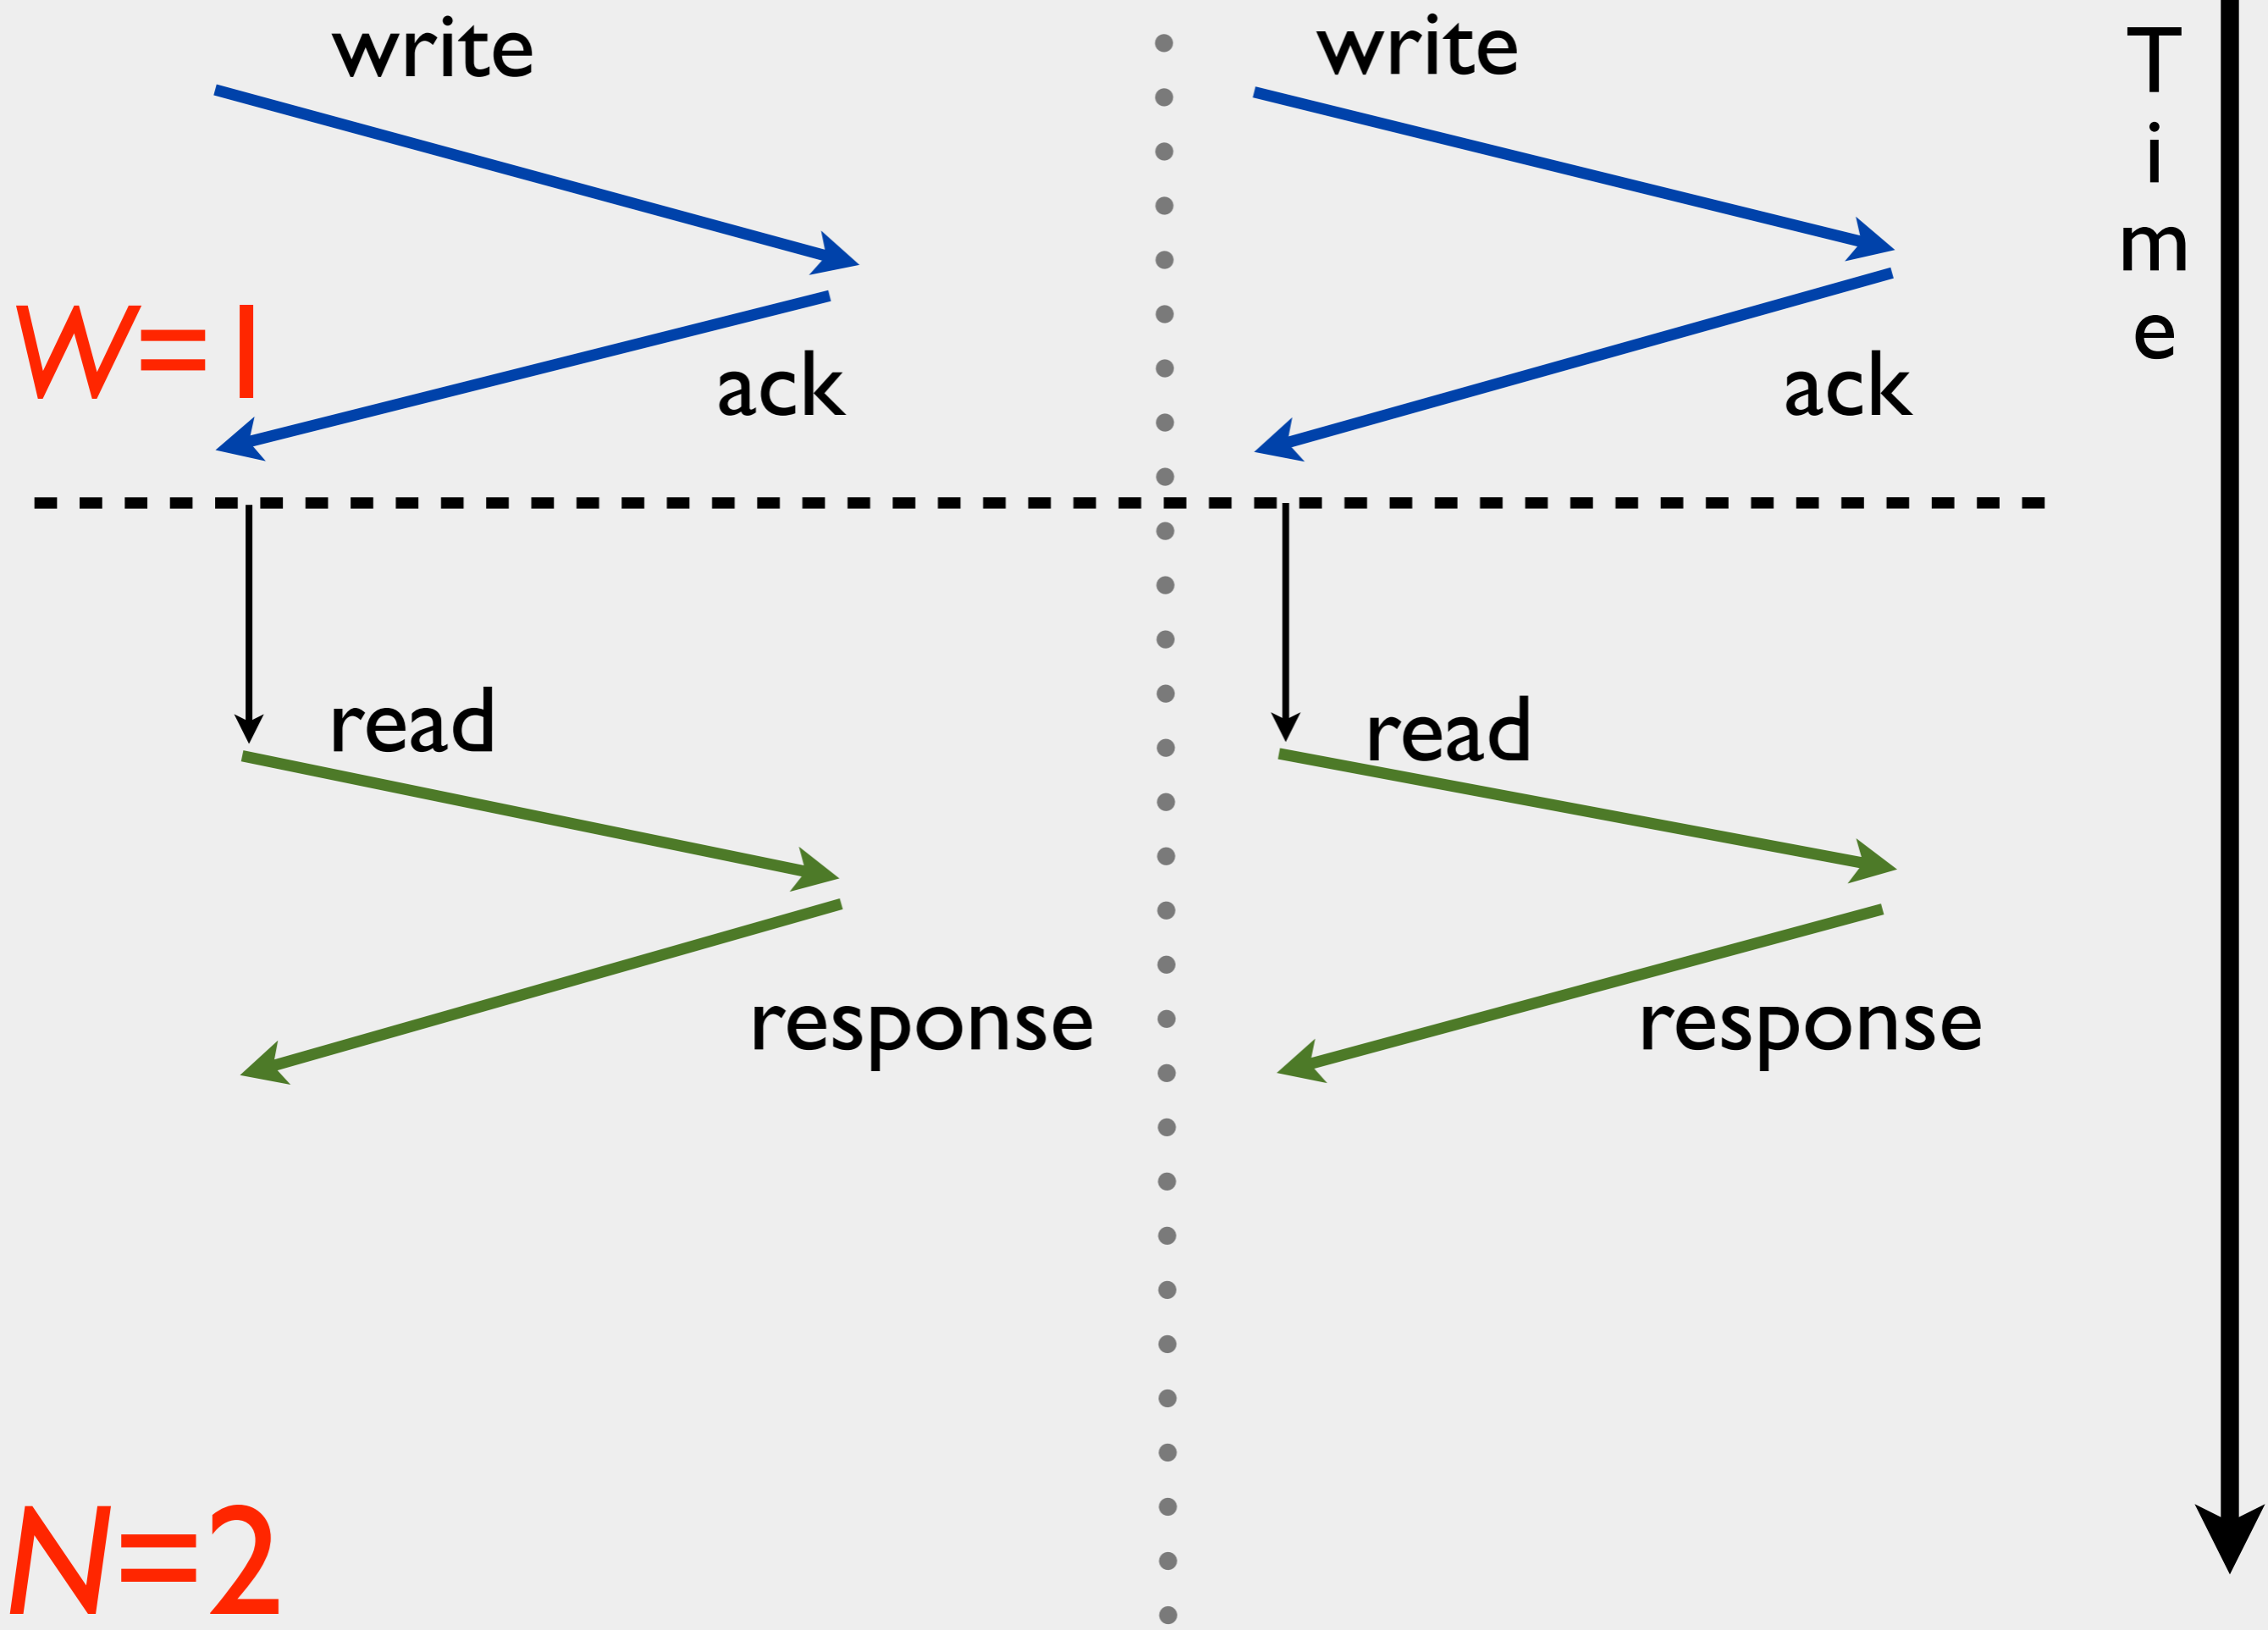 write
write
T
i
m
e
W=1
ack
ack
read
read
response
response
N=2